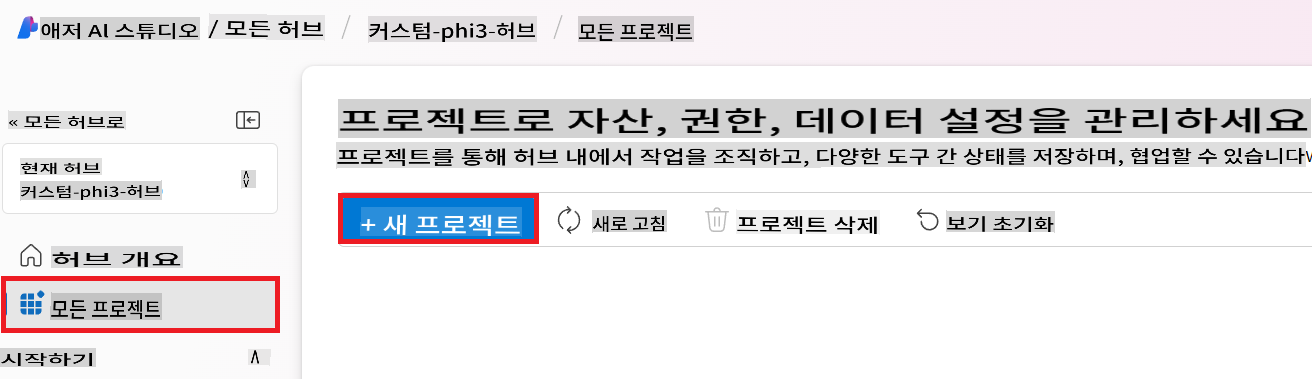 애저 AI 스튜디오 / 모든 허브 / 커스텀-phi3-허브 / 모든 프로젝트
« 모든 허브로
현재 허브
커스텀-phi3-허브
허브 개요
모든 프로젝트
시작하기
프로젝트로 자산, 권한, 데이터 설정을 관리하세요
프로젝트를 통해 허브 내에서 작업을 조직하고, 다양한 도구 간 상태를 저장하며, 협업할 수 있습니다
+ 새 프로젝트 새로 고침 프로젝트 삭제 보기 초기화